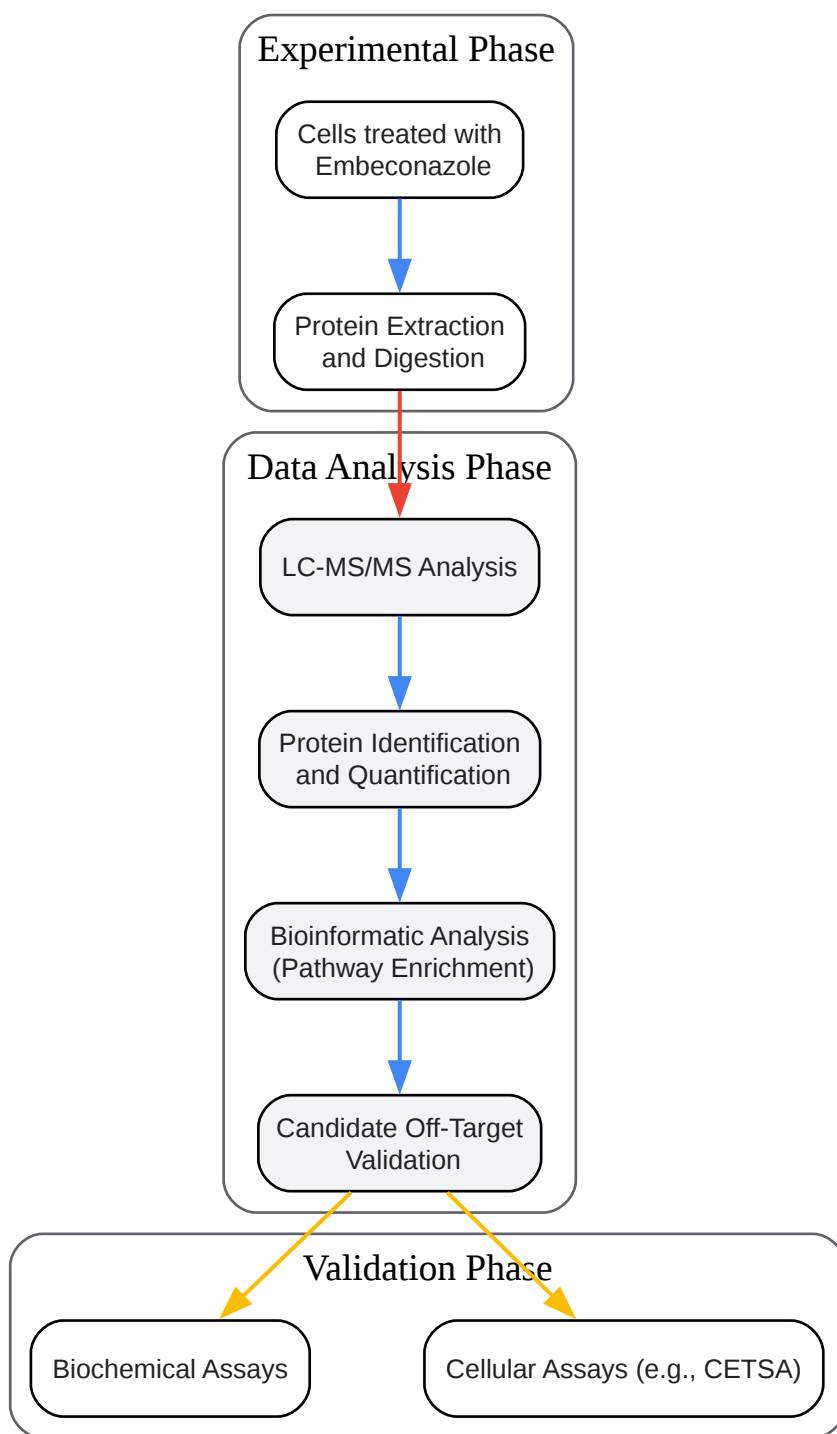 Experimental Phase
Cells treated with
Embeconazole
Protein Extraction
and Digestion
Data Analysis Phase
LC-MS/MS Analysis
Protein Identification
and Quantification
Bioinformatic Analysis
(Pathway Enrichment)
Candidate Off-Target
Validation
Validation Phase
Biochemical Assays
Cellular Assays (e.g., CETSA)